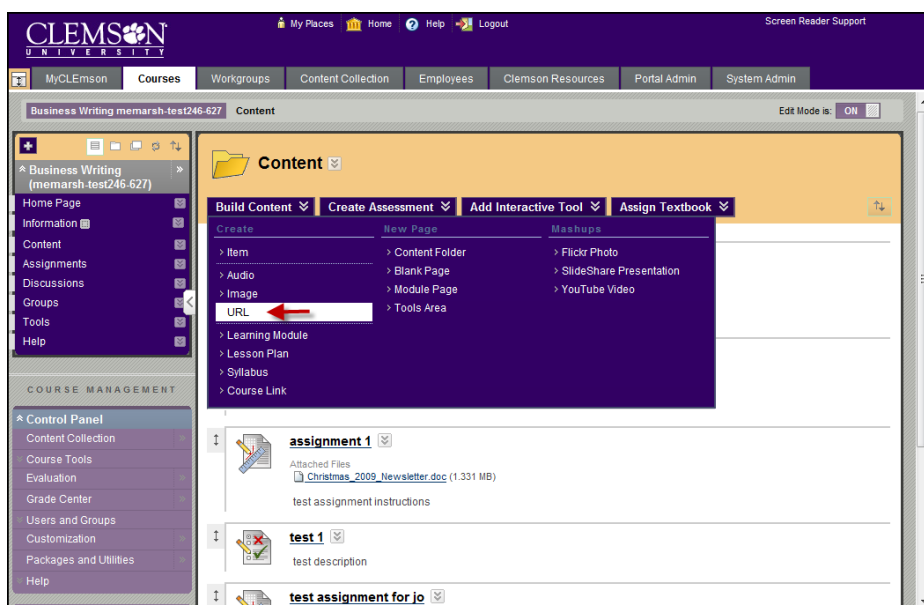 CLEMSON
UNIVERSITY
My Places Home Help Logout
Screen Reader Support
MyCLEmson Courses Workgroups Content Collection Employees Clemson Resources Portal Admin System Admin
Business Writing memarsh-test246-627 Content
Edit Mode is: ON
Business Writing
(memarsh-test246-627)
Home Page
Information
Content
Assignments
Discussions
Groups
Tools
Help
COURSE MANAGEMENT
Control Panel
Content Collection
Course Tools
Evaluation
Grade Center
Users and Groups
Customization
Packages and Utilities
Help
Content
Build Content Create Assessment Add Interactive Tool Assign Textbook
Create
> Item
> Audio
> Image
URL
> Learning Module
> Lesson Plan
> Syllabus
> Course Link
New Page
> Content Folder
> Blank Page
> Module Page
> Tools Area
Mashups
> Flickr Photo
> SlideShare Presentation
> YouTube Video
assignment 1
Attached Files
Christmas_2009_Newsletter.doc (1.331 MB)
test assignment instructions
test 1
test description
test assignment for jo